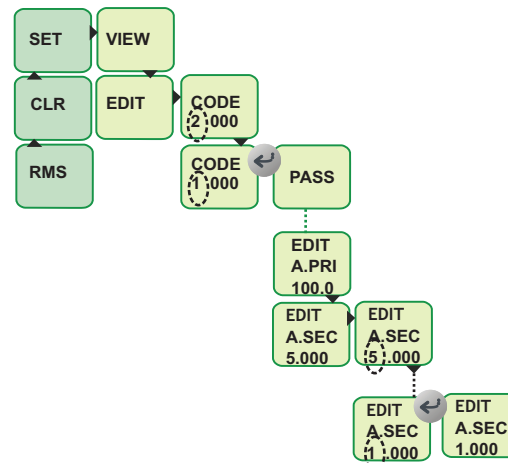 SET
VIEW
CLR
EDIT
CODE
2.000
RMS
CODE
1.000
PASS
EDIT
A.PRI
100.0
EDIT
A.SEC
5.000
EDIT
A.SEC
5.000
EDIT
A.SEC
1.000
EDIT
A.SEC
1.000